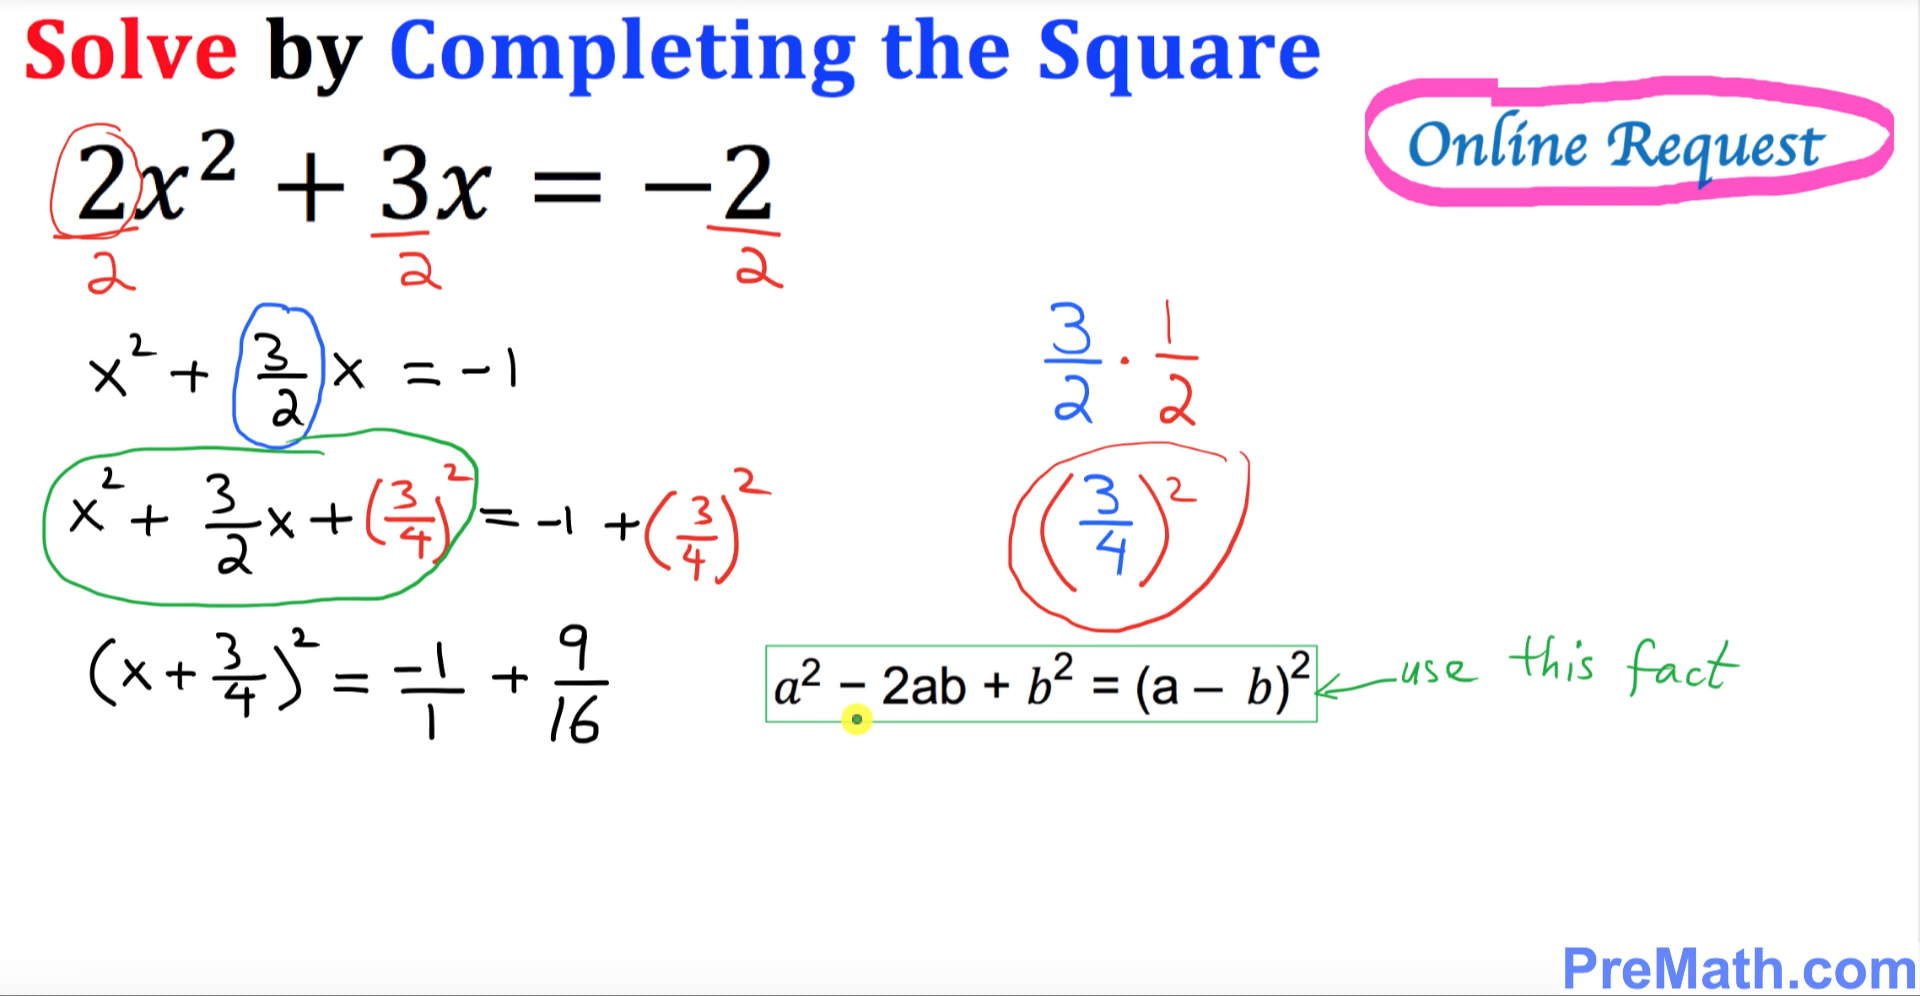 Solve by Completing the Square
Online Request
2x² + 3x = −2
2 2 2
x² + 3/2 x = -1
3/2 · 1/2
x² + 3/2 x + (3/4)² = -1 + (3/4)²
(3/4)²
(x + 3/4)² = -1/1 + 9/16
a² − 2ab + b² = (a − b)²
use this fact
PreMath.com